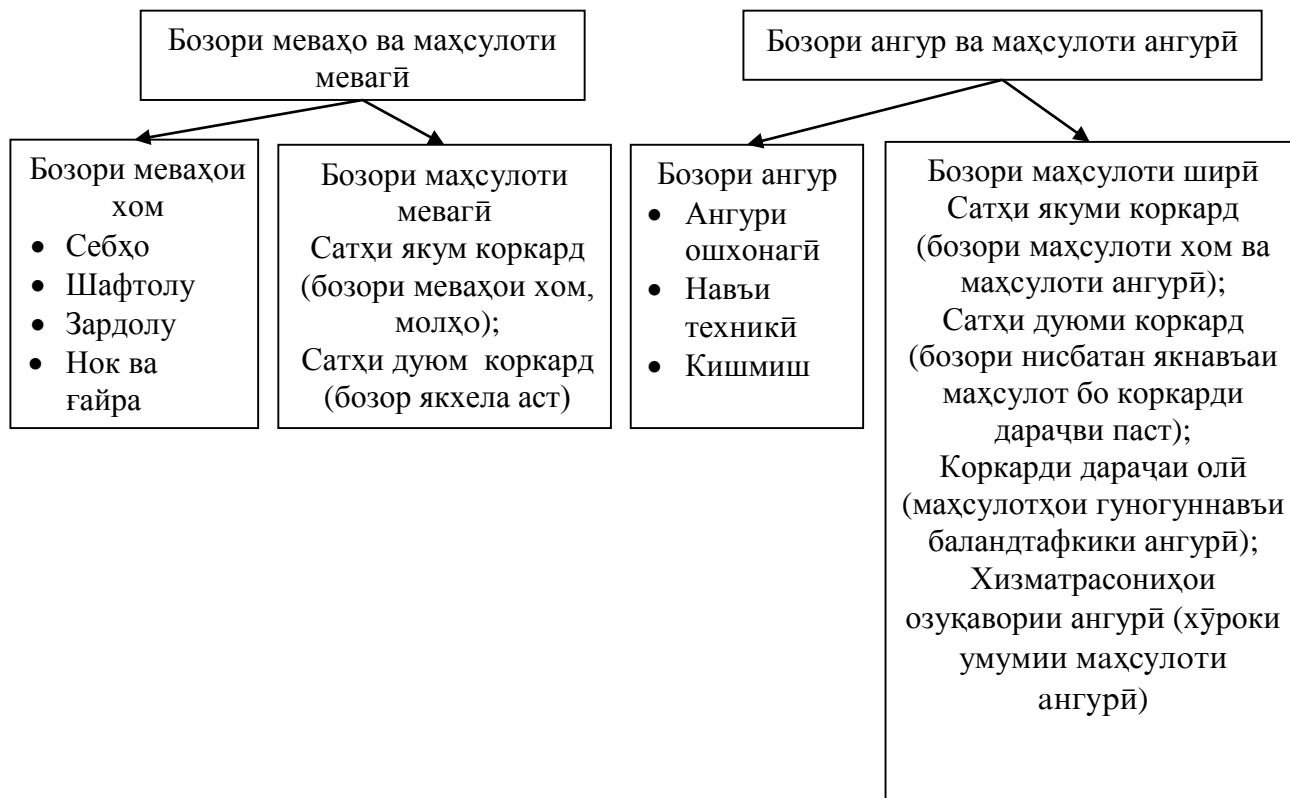 Бозори меваҳо ва маҳсулоти
мевагӣ
Бозори ангур ва маҳсулоти ангурӣ
Бозори меваҳои
хом
• Себҳо
• Шафтолу
• Зардолу
• Нок ва
ғайра
Бозори маҳсулоти
мевагӣ
Сатҳи якум коркард
(бозори меваҳои хом,
молҳо);
Сатҳи дуюм коркард
(бозор якхела аст)
Бозори ангур
• Ангури
ошхонагӣ
• Навъи
техникӣ
• Кишмиш
Бозори маҳсулоти ширӣ
Сатҳи якуми коркард
(бозори маҳсулоти хом ва
маҳсулоти ангурӣ);
Сатҳи дуюми коркард
(бозори нисбатан якнавъаи
маҳсулот бо коркарди
дараҷви паст);
Коркарди дараҷаи олӣ
(маҳсулотҳои гуногуннавъи
баландтафкики ангурӣ);
Хизматрасониҳои
озуқавории ангурӣ (хӯроки
умумии маҳсулоти
ангурӣ)